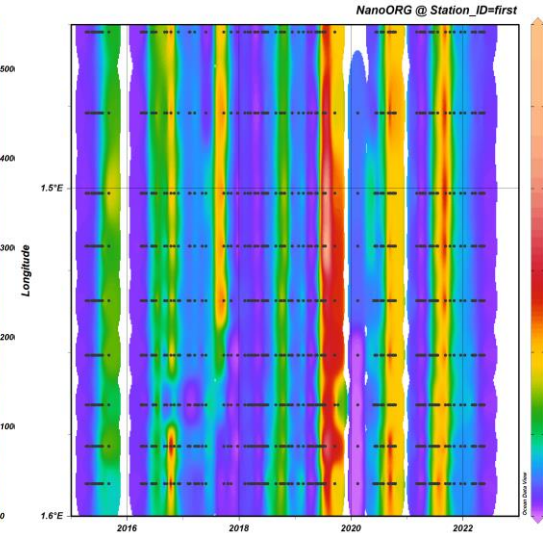 NanoORG @ Station_ID=first
500
400
1.5°E
300
Longitude
200
100
Ocean Data View
0
1.6°E
2016
2018
2020
2022